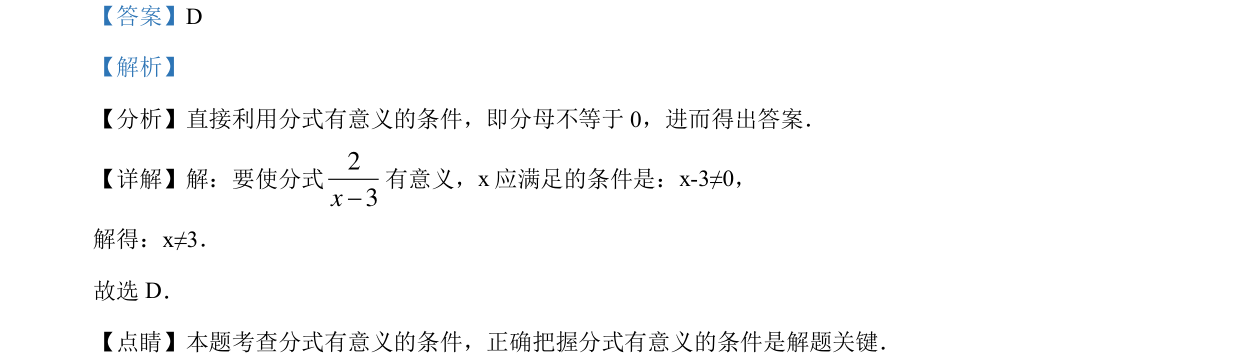 【答案】D
【解析】
【分析】直接利用分式有意义的条件，即分母不等于 0，进而得出答案．
【详解】解：要使分式 2/(x−3) 有意义，x 应满足的条件是：x-3≠0，
解得：x≠3．
故选 D．
【点睛】本题考查分式有意义的条件，正确把握分式有意义的条件是解题关键．